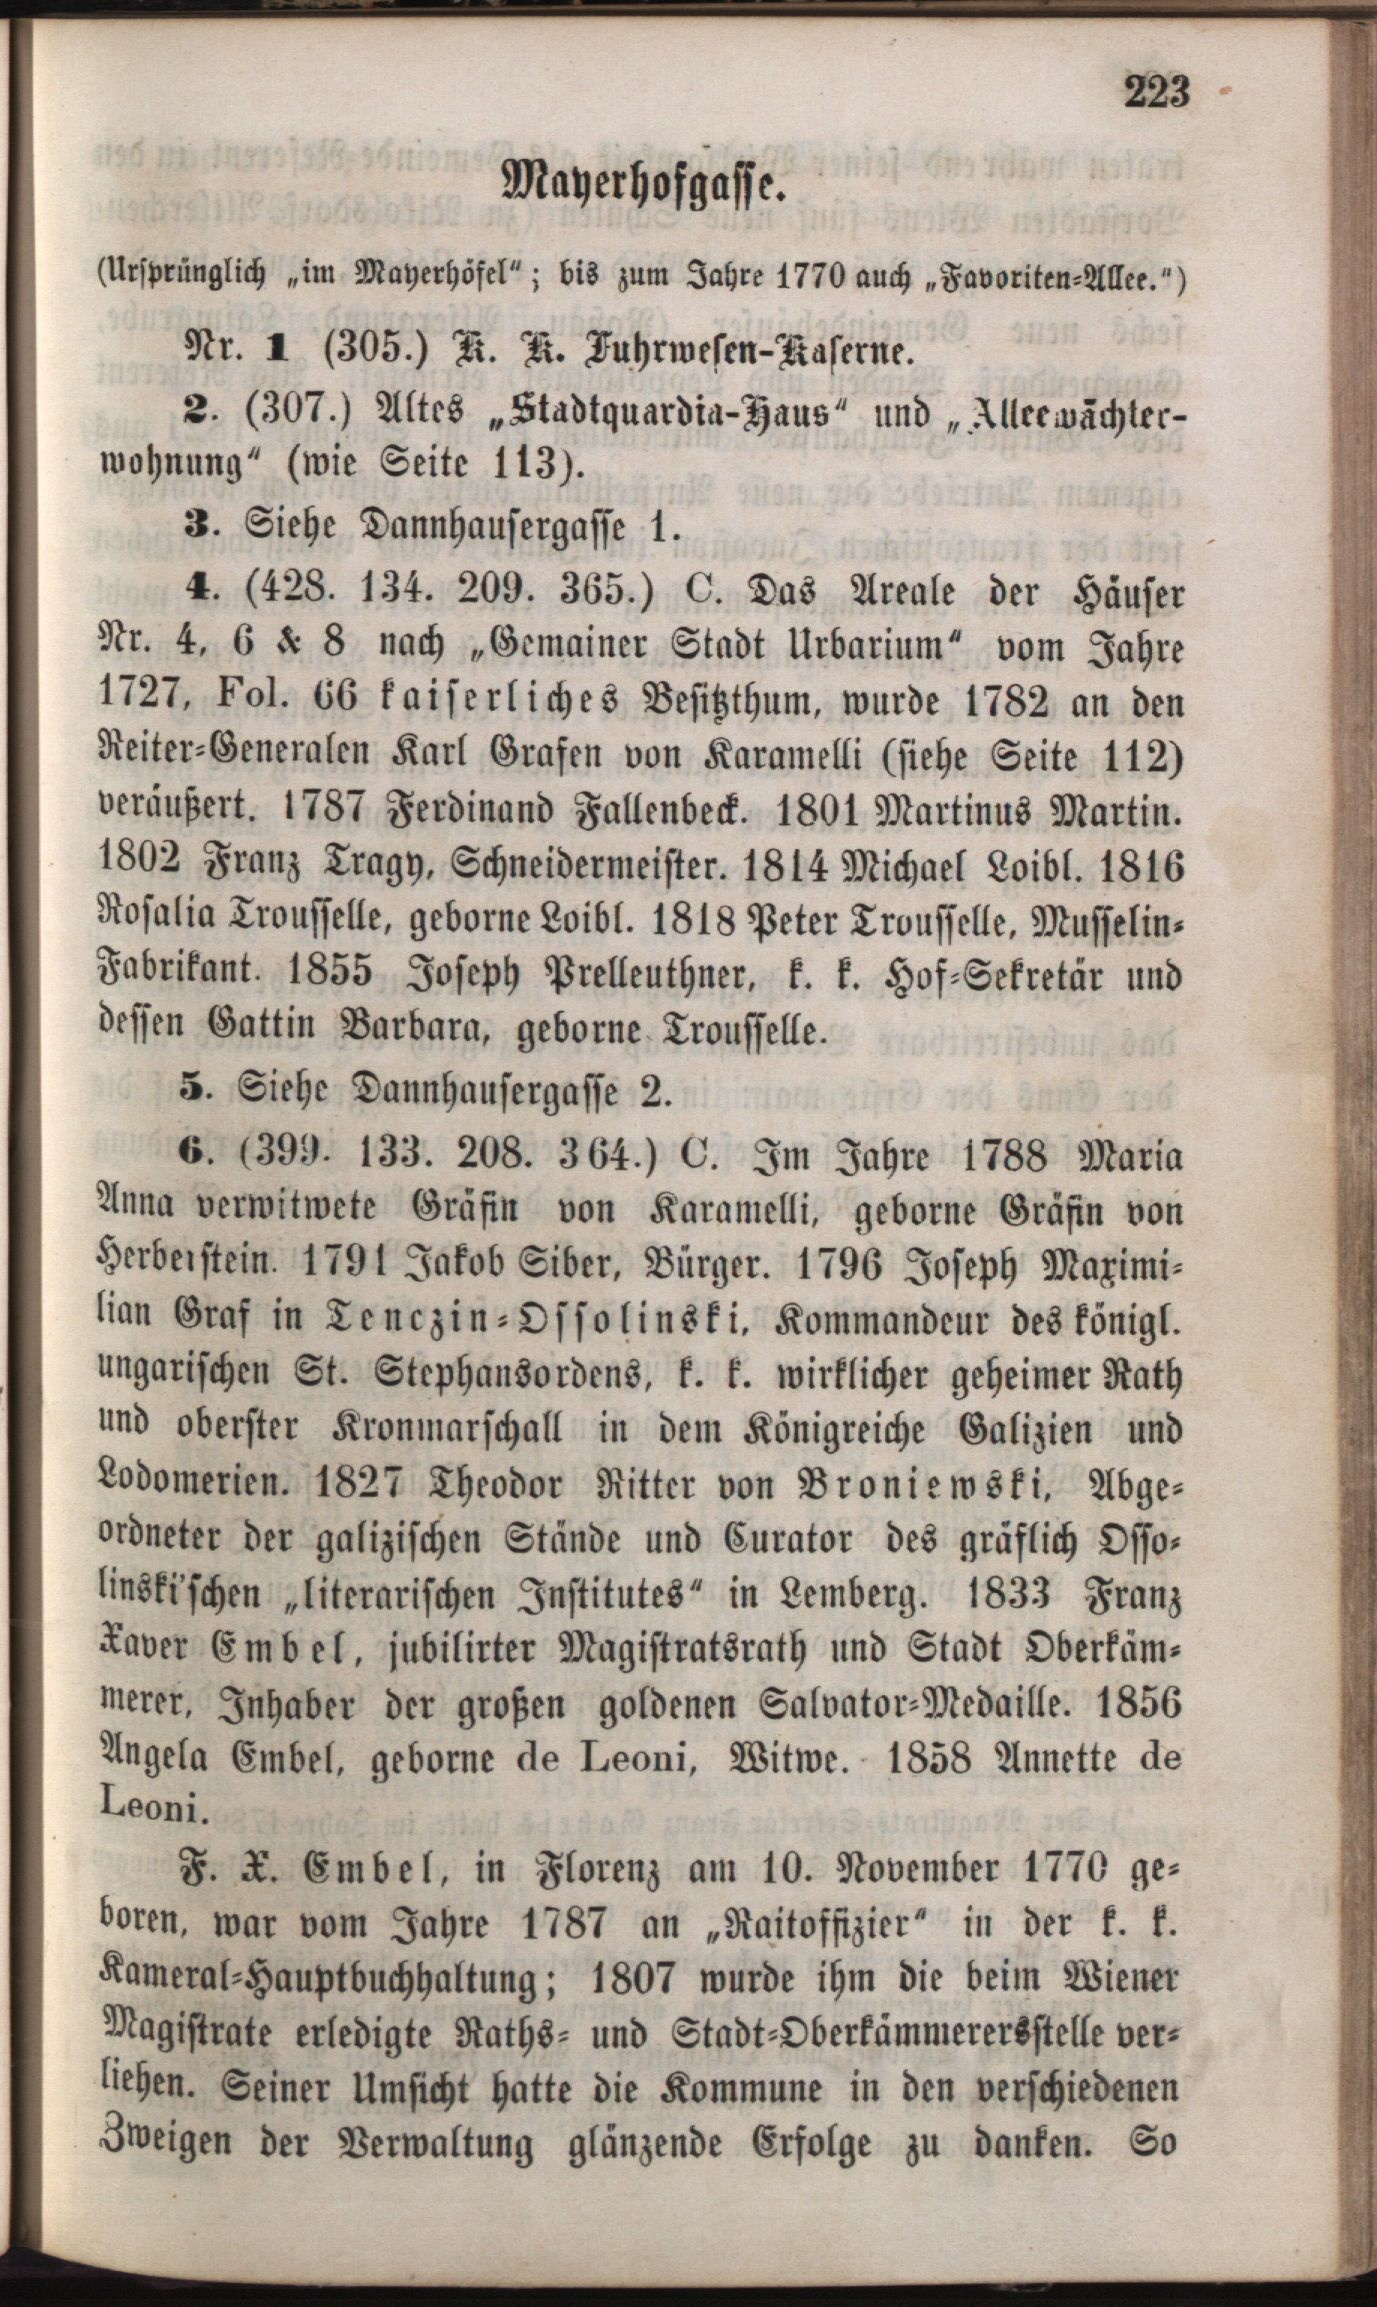 223
Mayerhofgasse.
(Ursprünglich „im Mayerhöfel“; bis zum Jahre 1770 auch „Favoriten-Allee.“)
Nr. 1 (305.) K. K. Fuhrwesen-Kaserne.
2. (307.) Altes „Stadtquardia-Haus“ und „Alleewächter-
wohnung“ (wie Seite 113).
3. Siehe Dannhausergasse 1.
4. (428. 134. 209. 365.) C. Das Areale der Häuser
Nr. 4, 6 & 8 nach „Gemainer Stadt Urbarium“ vom Jahre
1727, Fol. 66 kaiserliches Besitzthum, wurde 1782 an den
Reiter-Generalen Karl Grafen von Karamelli (siehe Seite 112)
veräußert. 1787 Ferdinand Fallenbeck. 1801 Martinus Martin.
1802 Franz Tragy, Schneidermeister. 1814 Michael Loibl. 1816
Rosalia Trousselle, geborne Loibl. 1818 Peter Trousselle, Musselin-
Fabrikant. 1855 Joseph Prelleuthner, k. k. Hof-Sekretär und
dessen Gattin Barbara, geborne Trousselle.
5. Siehe Dannhausergasse 2.
6. (399. 133. 208. 364.) C. Im Jahre 1788 Maria
Anna verwitwete Gräfin von Karamelli, geborne Gräfin von
Herberstein. 1791 Jakob Siber, Bürger. 1796 Joseph Maximi-
lian Graf in Tenczin-Ossolinski, Kommandeur des königl.
ungarischen St. Stephansordens, k. k. wirklicher geheimer Rath
und oberster Kronmarschall in dem Königreiche Galizien und
Lodomerien. 1827 Theodor Ritter von Broniewski, Abge-
ordneter der galizischen Stände und Curator des gräflich Osso-
linski'schen „literarischen Institutes“ in Lemberg. 1833 Franz
Xaver Embel, jubilirter Magistratsrath und Stadt Oberkäm-
merer, Inhaber der großen goldenen Salvator-Medaille. 1856
Angela Embel, geborne de Leoni, Witwe. 1858 Annette de
Leoni.
F. X. Embel, in Florenz am 10. November 1770 ge-
boren, war vom Jahre 1787 an „Raitoffizier“ in der k. k.
Kameral-Hauptbuchhaltung; 1807 wurde ihm die beim Wiener
Magistrate erledigte Raths- und Stadt-Oberkämmerersstelle ver-
liehen. Seiner Umsicht hatte die Kommune in den verschiedenen
Zweigen der Verwaltung glänzende Erfolge zu danken. So